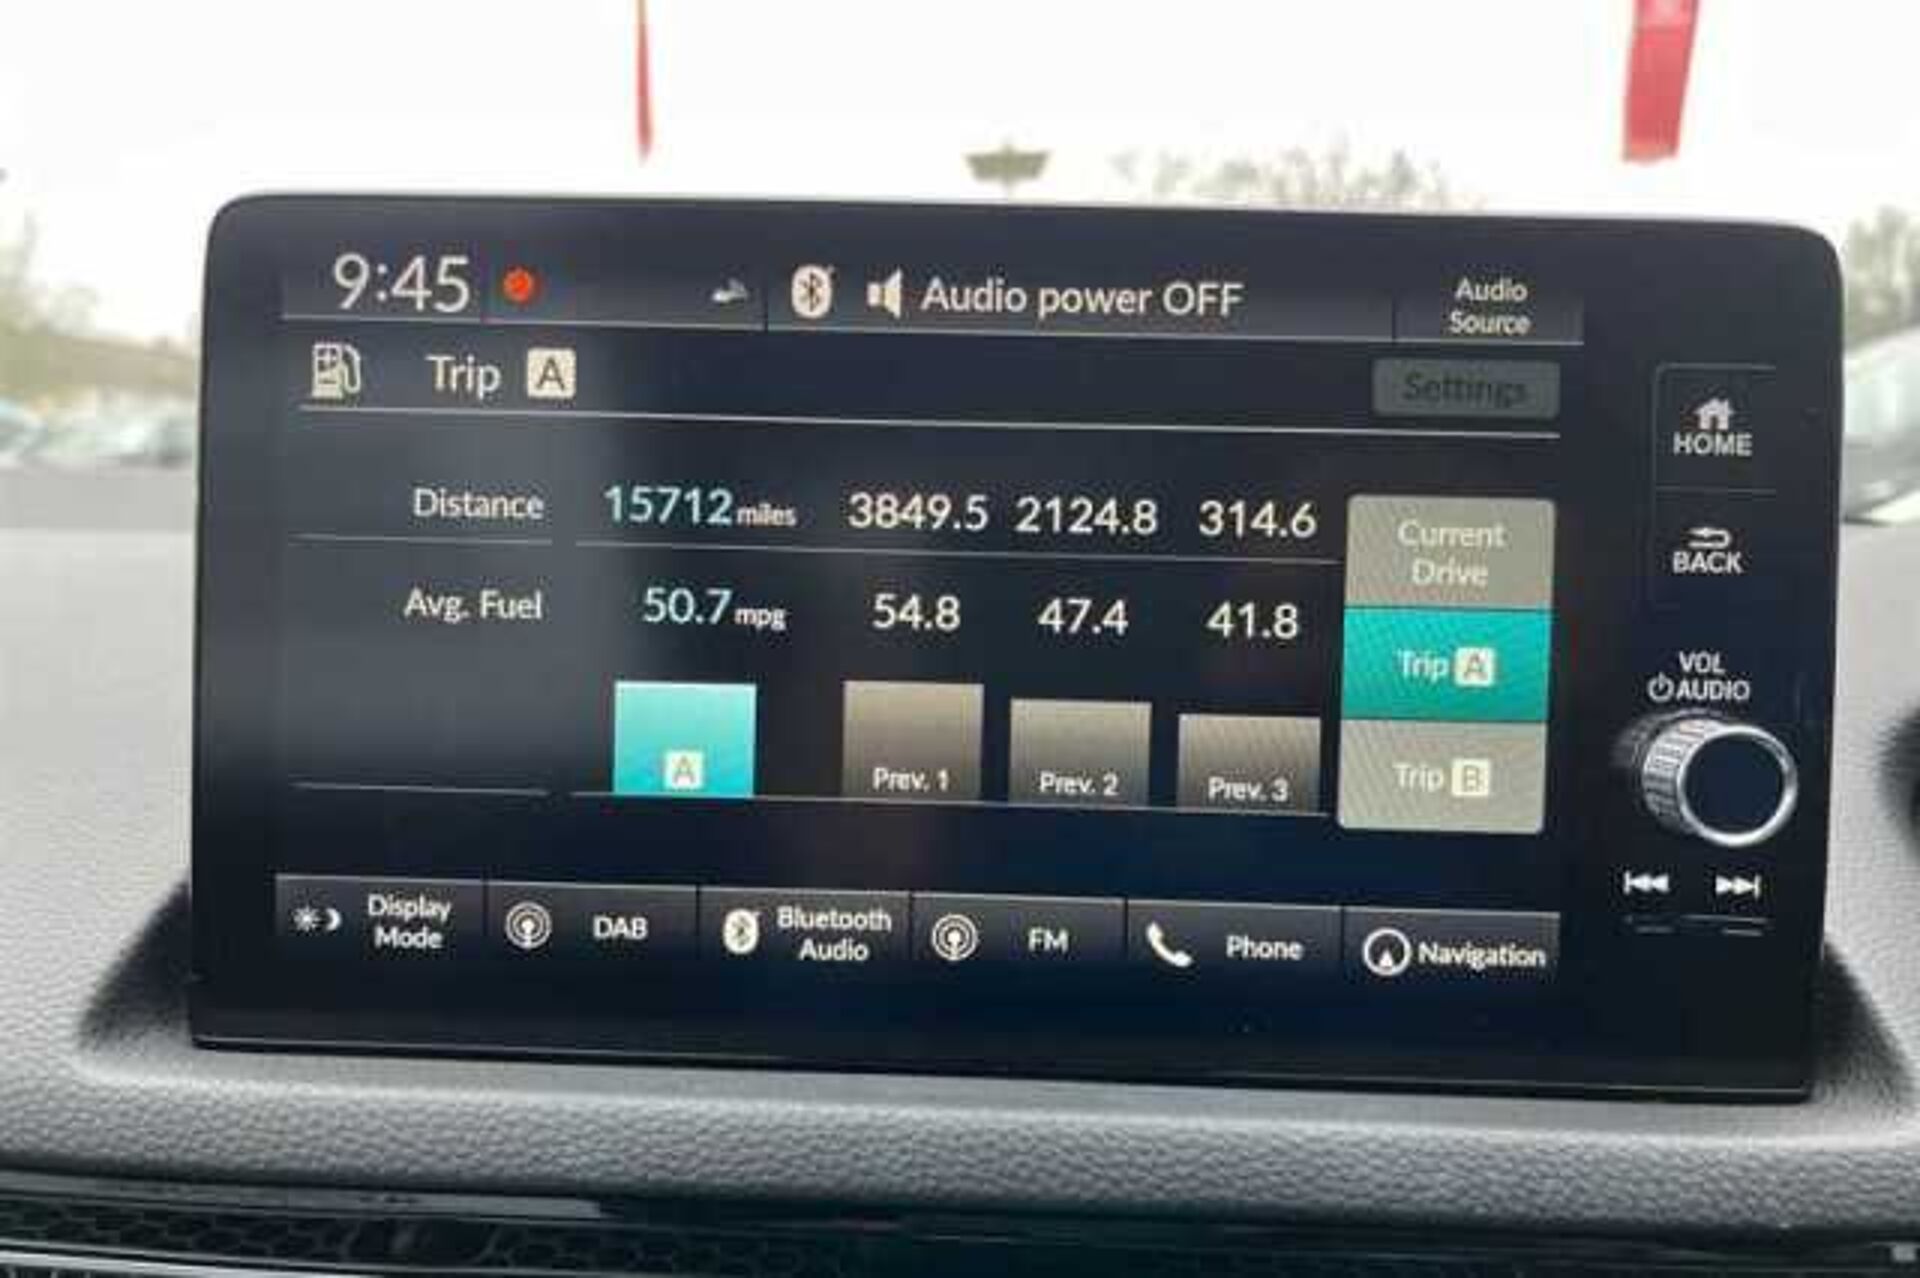 9:45
Audio power OFF
Audio
Source
Trip A
Settings
HOME
Distance 15712 miles 3849.5 2124.8 314.6
Current
Drive
BACK
Avg. Fuel 50.7 mpg 54.8 47.4 41.8
Trip A
VOL
AUDIO
A Prev. 1 Prev. 2 Prev. 3
Trip B
Display
Mode
DAB
Bluetooth
Audio
FM
Phone
Navigation